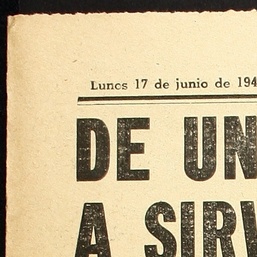 Lunes 17 de junio de 194
DE UN
A SIRV